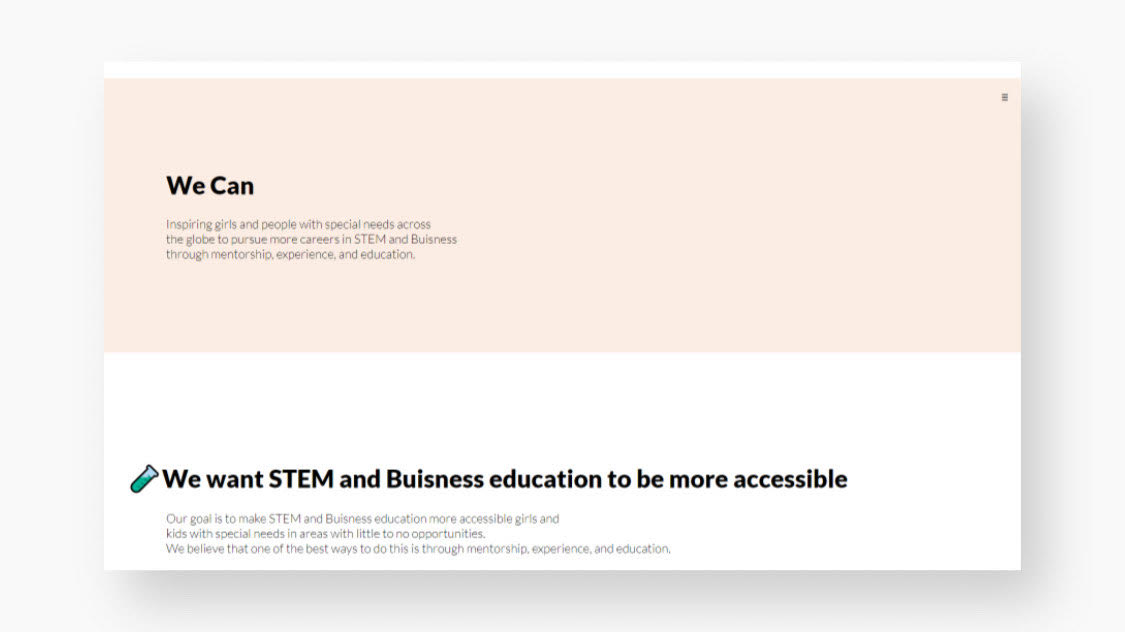 We Can
Inspiring girls and people with special needs across
the globe to pursue more careers in STEM and Buisness
through mentorship, experience, and education.
We want STEM and Buisness education to be more accessible
Our goal is to make STEM and Buisness education more accessible girls and
kids with special needs in areas with little to no opportunities.
We believe that one of the best ways to do this is through mentorship, experience, and education.